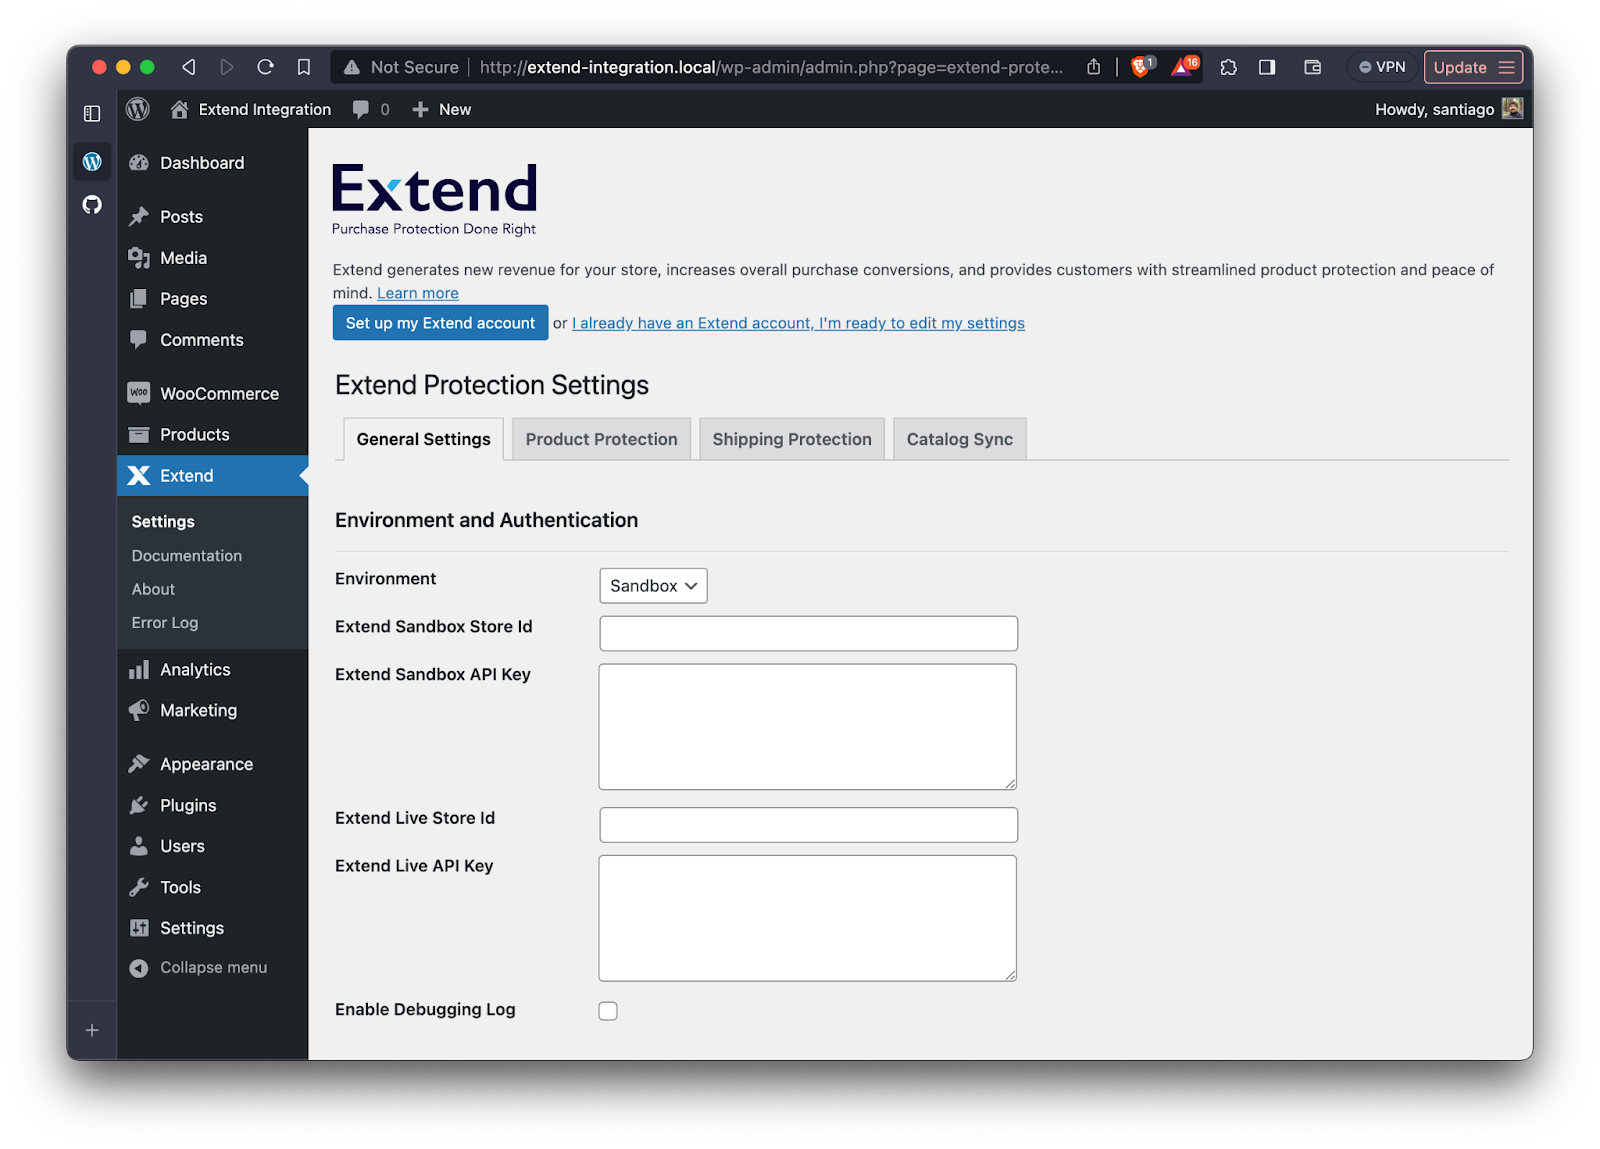 Not Secure http://extend-integration.local/wp-admin/admin.php?page=extend-prote... 1 16 VPN Update
Extend Integration 0 New Howdy, santiago
Dashboard
Posts
Media
Pages
Comments
Woo WooCommerce
Products
Extend
Settings
Documentation
About
Error Log
Analytics
Marketing
Appearance
Plugins
Users
Tools
Settings
Collapse menu
Extend
Purchase Protection Done Right
Extend generates new revenue for your store, increases overall purchase conversions, and provides customers with streamlined product protection and peace of
mind. Learn more
Set up my Extend account or I already have an Extend account, I'm ready to edit my settings
Extend Protection Settings
General Settings Product Protection Shipping Protection Catalog Sync
Environment and Authentication
Environment Sandbox
Extend Sandbox Store Id
Extend Sandbox API Key
Extend Live Store Id
Extend Live API Key
Enable Debugging Log